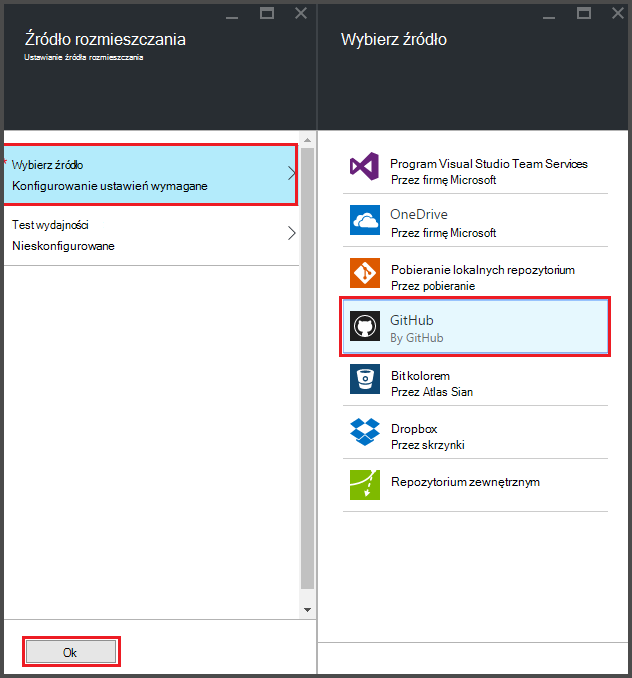 Źródło rozmieszczania
Ustawianie źródła rozmieszczania
* Wybierz źródło
Konfigurowanie ustawień wymagane
Test wydajności
Nieskonfigurowane
Ok
Wybierz źródło
Program Visual Studio Team Services
Przez firmę Microsoft
OneDrive
Przez firmę Microsoft
Pobieranie lokalnych repozytorium
Przez pobieranie
GitHub
By GitHub
Bit kolorem
Przez Atlas Sian
Dropbox
Przez skrzynki
Repozytorium zewnętrznym